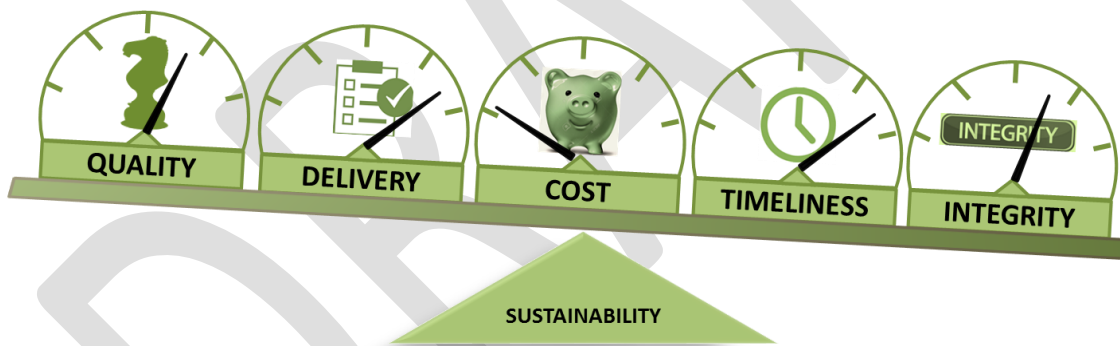 INTEGRITY
QUALITY
DELIVERY
COST
TIMELINESS
INTEGRITY
SUSTAINABILITY